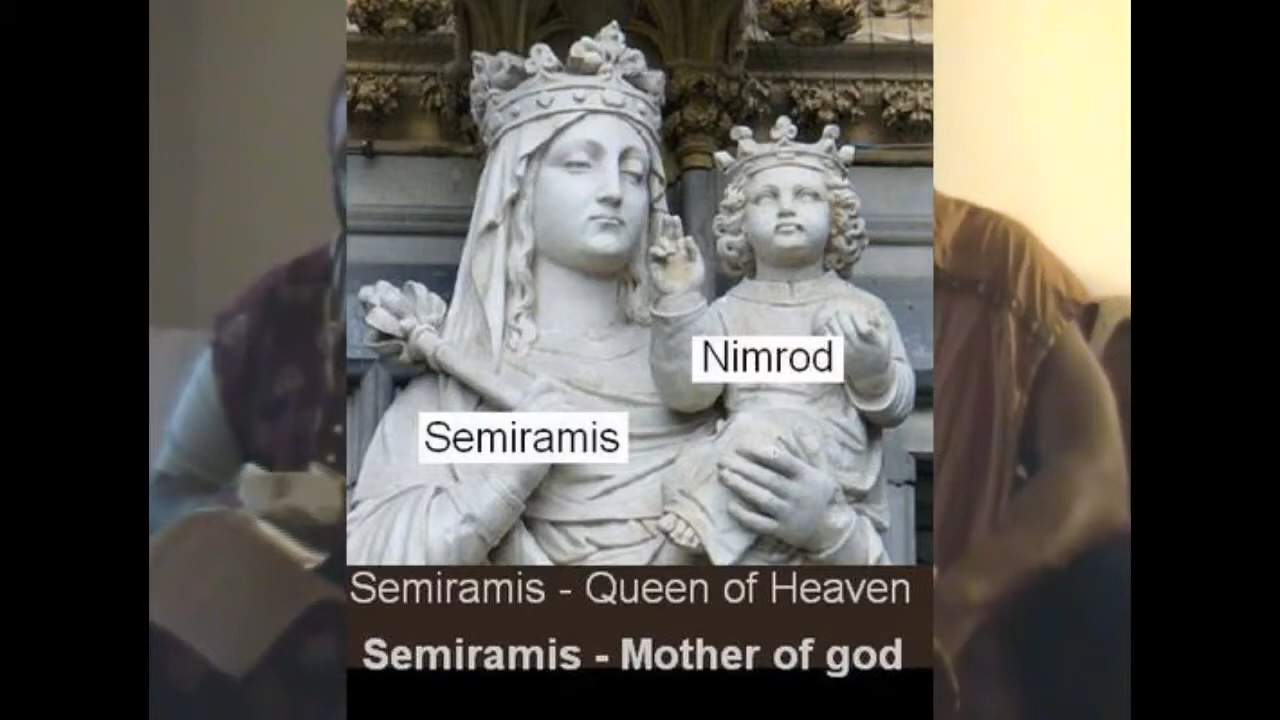 Nimrod
Semiramis
Semiramis - Queen of Heaven
Semiramis - Mother of god